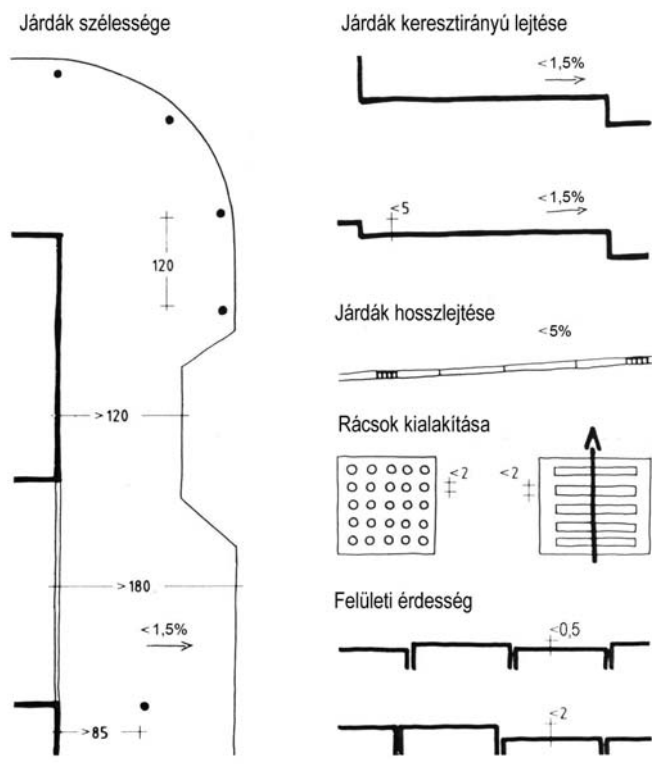 Járdák szélessége
120
>120
>180
<1,5%
>85
Járdák keresztirányú lejtése
<1,5%
<5
<1,5%
Járdák hosszlejtése
<5%
Rácsok kialakítása
<2
<2
Felületi érdesség
<0,5
<2